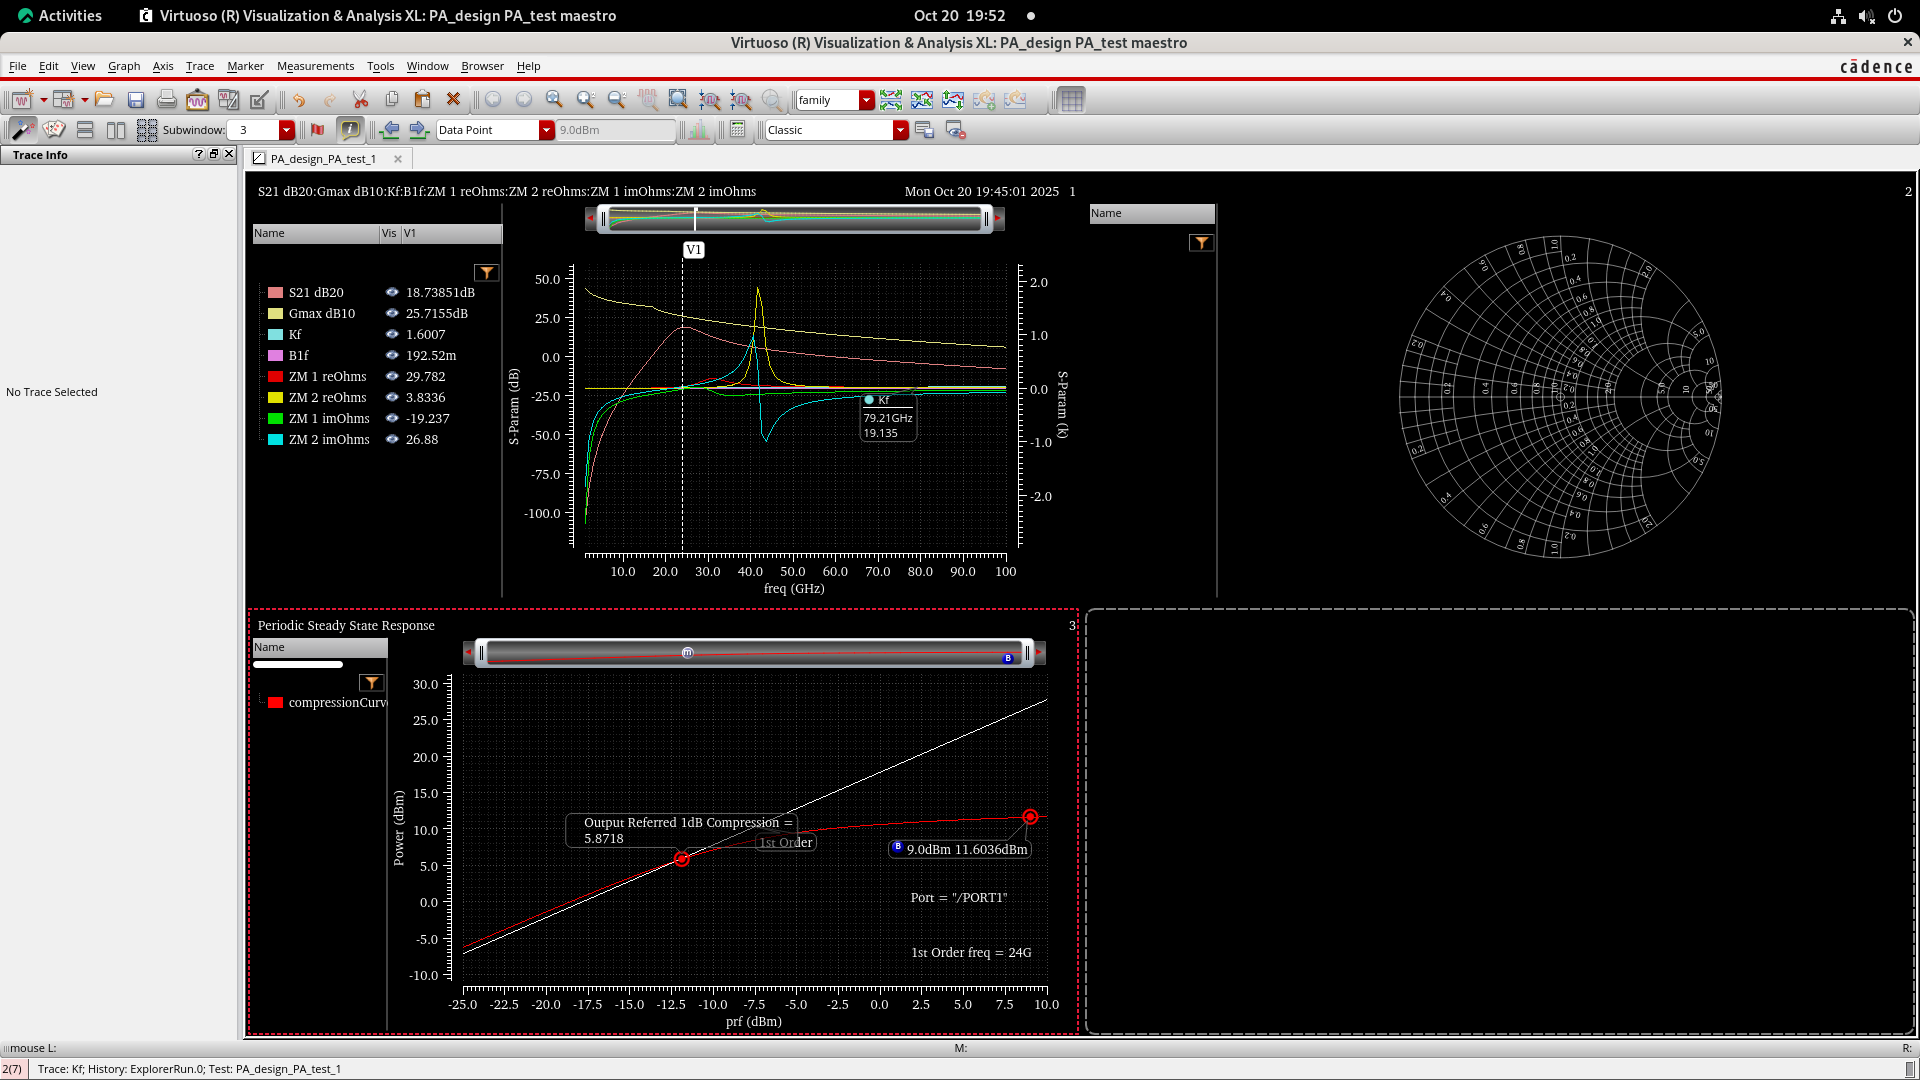 Activities
Virtuoso (R) Visualization & Analysis XL: PA_design PA_test maestro
Oct 20 19:52
Virtuoso (R) Visualization & Analysis XL: PA_design PA_test maestro
File Edit View Graph Axis Trace Marker Measurements Tools Window Browser Help
cādence
family
Subwindow: 3
Data Point
9.0dBm
Classic
Trace Info
No Trace Selected
PA_design_PA_test_1
S21 dB20:Gmax dB10:Kf:B1f:ZM 1 reOhms:ZM 2 reOhms:ZM 1 imOhms:ZM 2 imOhms
Mon Oct 20 19:45:01 2025 1
Name Vis V1
S21 dB20 18.73851dB
Gmax dB10 25.7155dB
Kf 1.6007
B1f 192.52m
ZM 1 reOhms 29.782
ZM 2 reOhms 3.8336
ZM 1 imOhms -19.237
ZM 2 imOhms 26.88
V1
S-Param (dB)
50.0
25.0
0.0
-25.0
-50.0
-75.0
-100.0
2.0
1.0
0.0
-1.0
-2.0
S-Param (k)
Kf
79.21GHz
19.135
10.0 20.0 30.0 40.0 50.0 60.0 70.0 80.0 90.0 100
freq (GHz)
2
Name
Periodic Steady State Response
3
Name
compressionCurv
m
B
Power (dBm)
30.0
25.0
20.0
15.0
10.0
5.0
0.0
-5.0
-10.0
Output Referred 1dB Compression =
5.8718
1st Order
B 9.0dBm 11.6036dBm
Port = "/PORT1"
1st Order freq = 24G
-25.0 -22.5 -20.0 -17.5 -15.0 -12.5 -10.0 -7.5 -5.0 -2.5 0.0 2.5 5.0 7.5 10.0
prf (dBm)
mouse L:
M:
R:
2(7)
Trace: Kf; History: ExplorerRun.0; Test: PA_design_PA_test_1